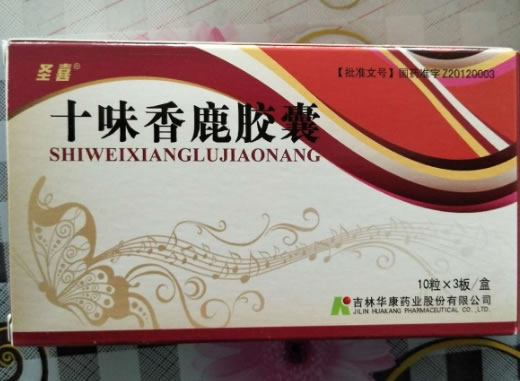 圣喜®
【批准文号】国药准字Z20120003
十味香鹿胶囊
SHIWEIXIANGLUJIAONANG
10粒×3板/盒
吉林华康药业股份有限公司
JILIN HUAKANG PHARMACEUTICAL CO.,LTD.